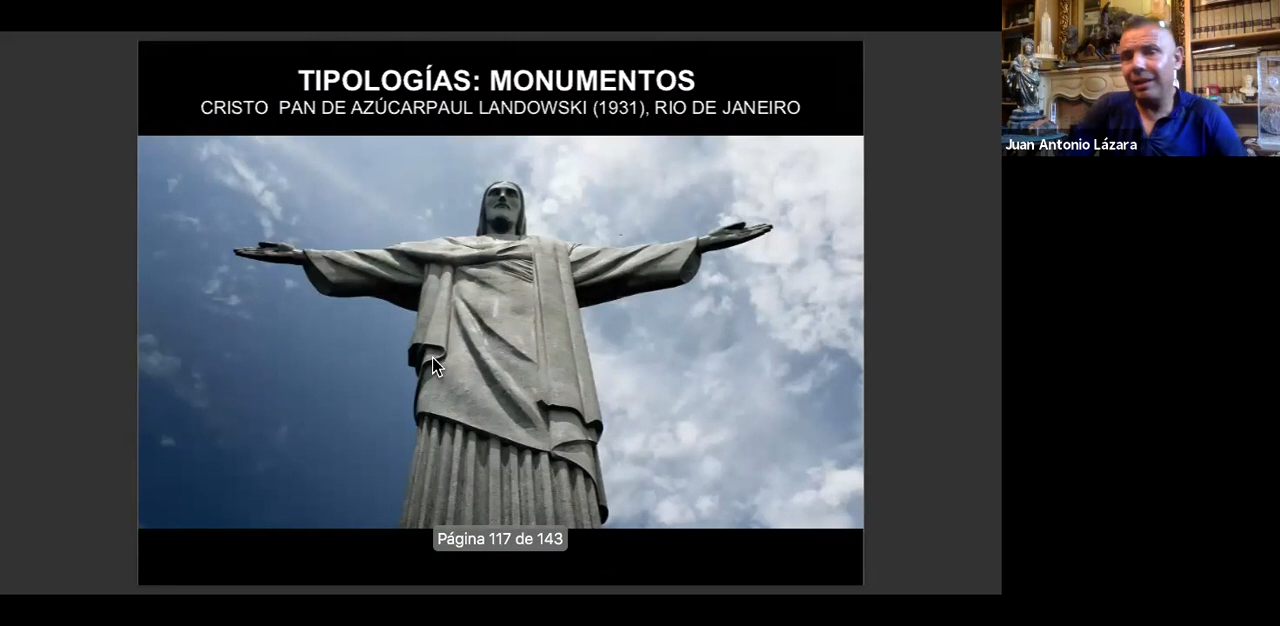 TIPOLOGÍAS: MONUMENTOS
CRISTO  PAN DE AZÚCARPAUL LANDOWSKI (1931), RIO DE JANEIRO
Juan Antonio Lázara
Página 117 de 143